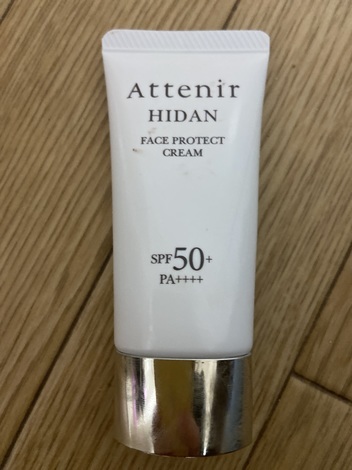 Attenir
HIDAN
FACE PROTECT
CREAM
SPF50+
PA++++